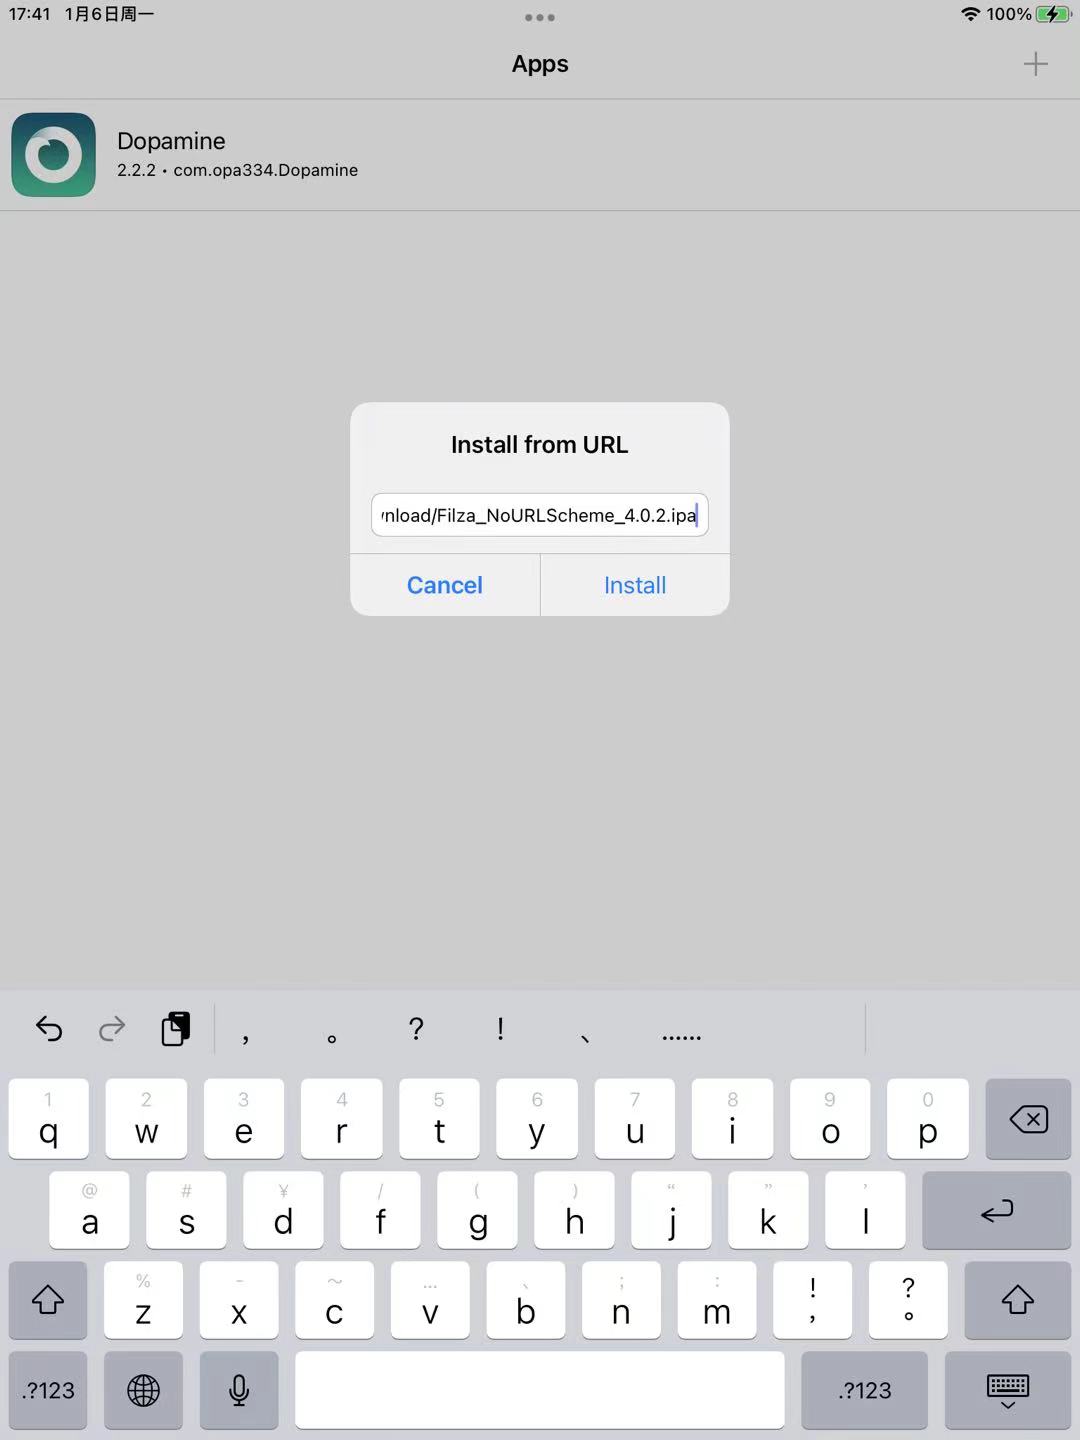 17:41 1月6日周一
100%
Apps
Dopamine
2.2.2 • com.opa334.Dopamine
Install from URL
nload/Filza_NoURLScheme_4.0.2.ipa
Cancel Install
, 。 ? ! 、 ……
1 2 3 4 5 6 7 8 9 0
q w e r t y u i o p
@ # ¥ / ( ) “ ” ’
a s d f g h j k l
% - ～ … 、 ; : ! ?
z x c v b n m , 。
.?123 .?123